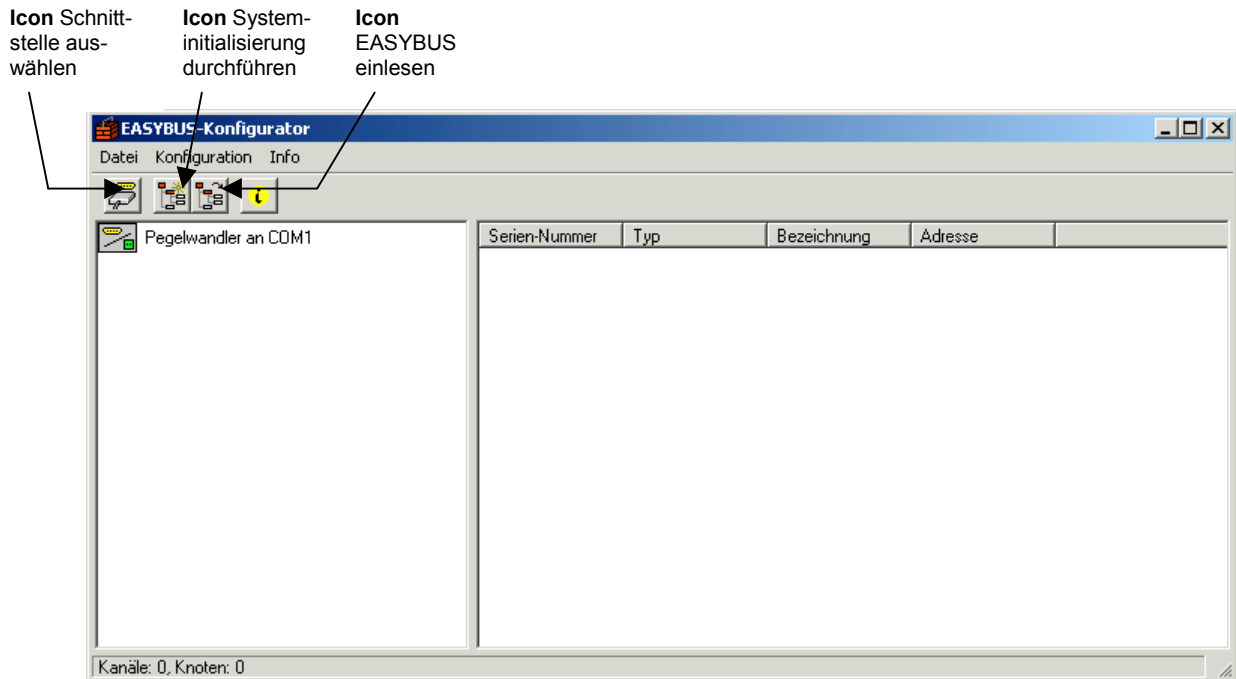 Icon Schnitt-
stelle aus-
wählen
Icon System-
initialisierung
durchführen
Icon
EASYBUS
einlesen
EASYBUS-Konfigurator
Datei Konfiguration Info
i
Pegelwandler an COM1
Serien-Nummer Typ Bezeichnung Adresse
Kanäle: 0, Knoten: 0